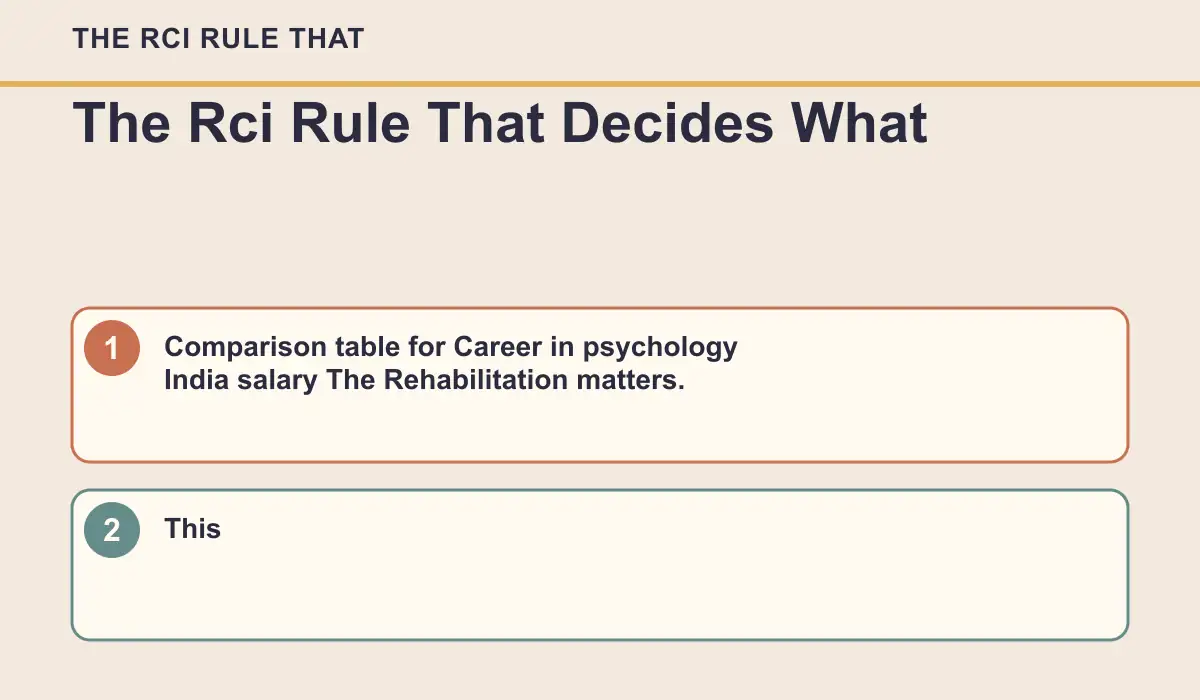 THE RCI RULE THAT
The Rci Rule That Decides What
1
Comparison table for Career in psychology
India salary The Rehabilitation matters.
2
This